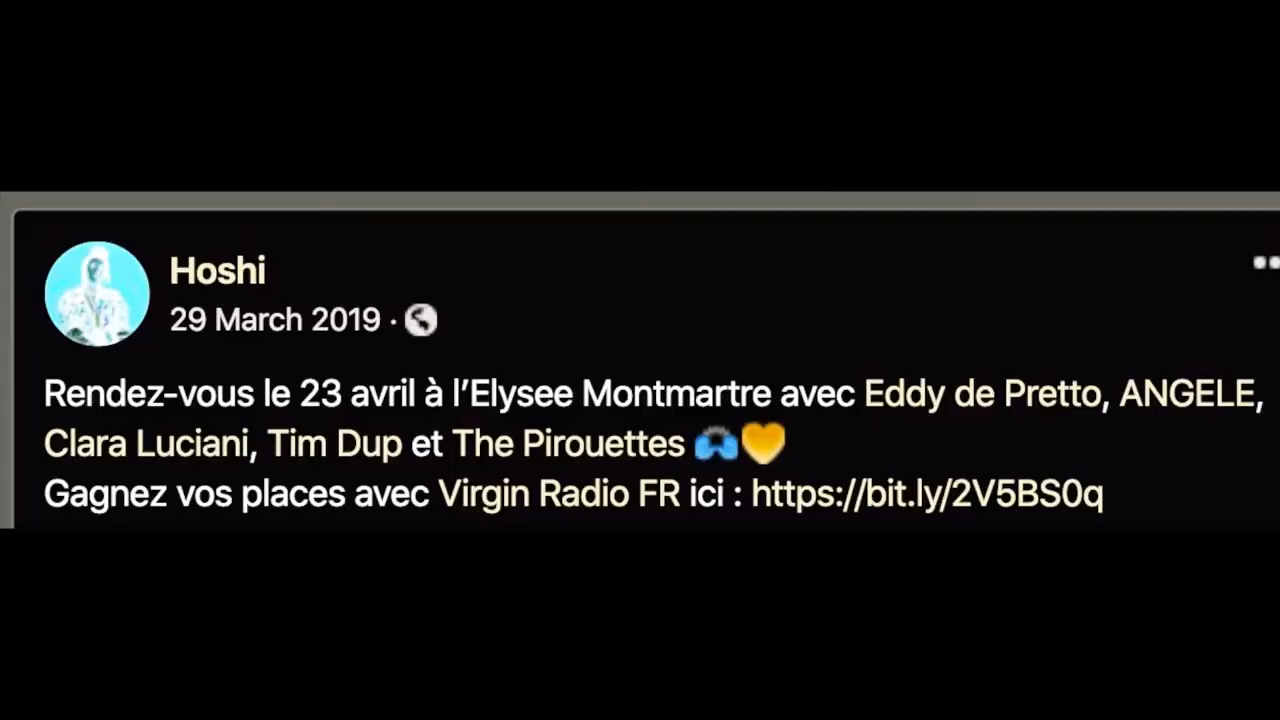 Hoshi
29 March 2019 ·
Rendez-vous le 23 avril à l’Elysee Montmartre avec Eddy de Pretto, ANGELE,
Clara Luciani, Tim Dup et The Pirouettes 🙌🧡
Gagnez vos places avec Virgin Radio FR ici : https://bit.ly/2V5BS0q